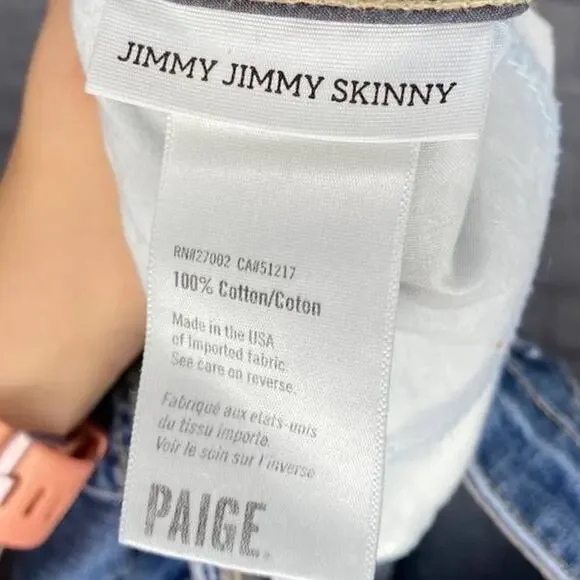 JIMMY JIMMY SKINNY
RN#27002 CA#51217
100% Cotton/Coton
Made in the USA
of Imported fabric.
See care on reverse.
Fabriqué aux etats-unis
du tissu importe.
Voir le soin sur l'inverse
PAIGE